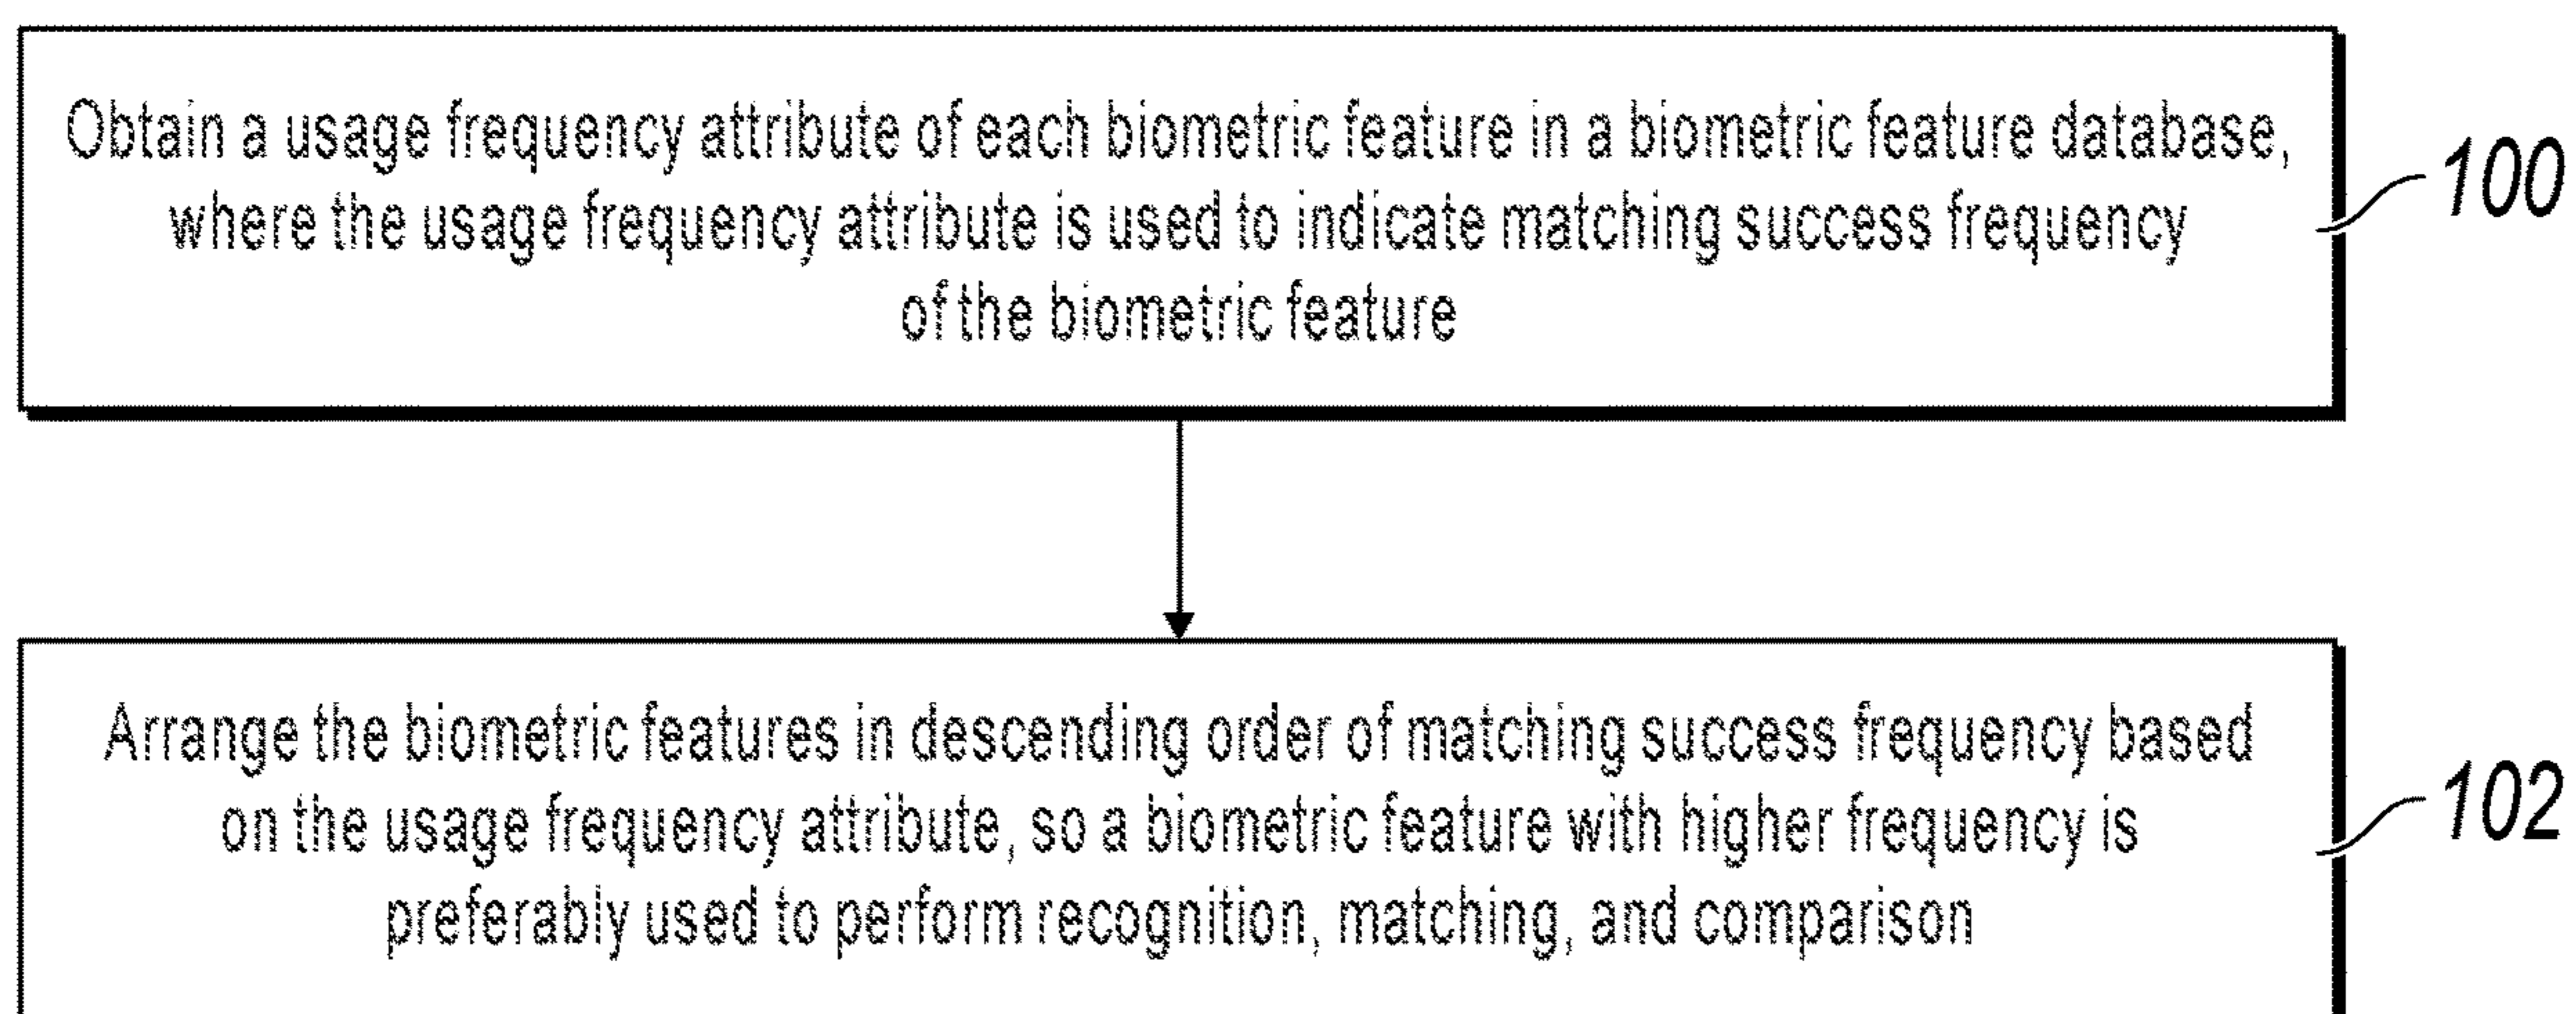 Obtain a usage frequency attribute of each biometric feature in a biometric feature database,
where the usage frequency attribute is used to indicate matching success frequency
of the biometric feature
100
Arrange the biometric features in descending order of matching success frequency based
on the usage frequency attribute, so a biometric feature with higher frequency is
preferably used to perform recognition, matching, and comparison
102